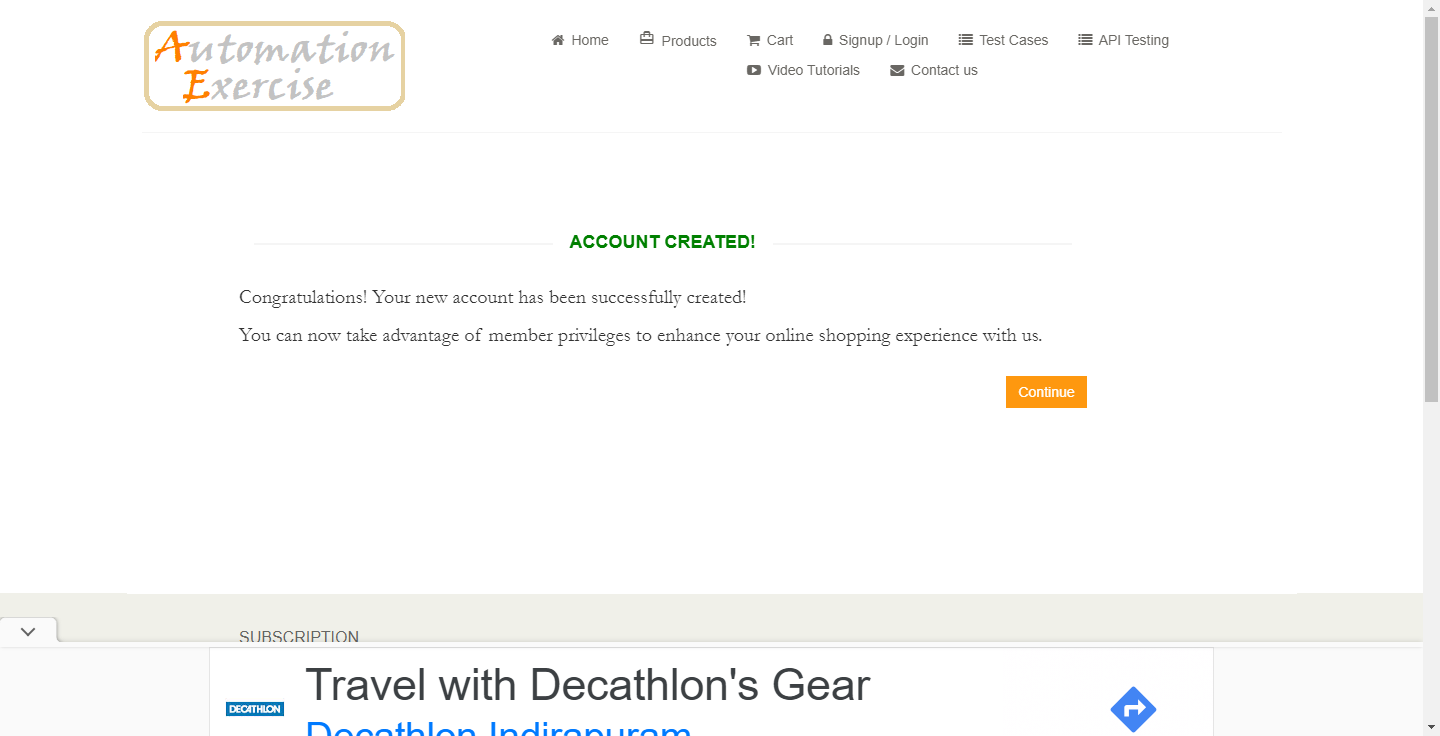 Automation
Exercise
Home
Products
Cart
Signup / Login
Test Cases
API Testing
Video Tutorials
Contact us
ACCOUNT CREATED!
Congratulations! Your new account has been successfully created!
You can now take advantage of member privileges to enhance your online shopping experience with us.
Continue
SUBSCRIPTION
DECATHLON
Travel with Decathlon's Gear
Decathlon Indirapuram